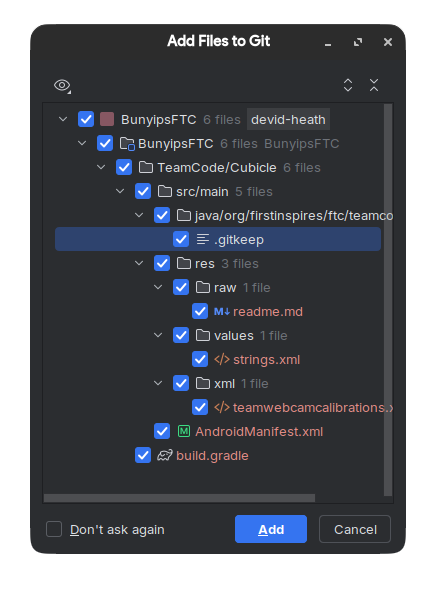 Add Files to Git
BunyipsFTC 6 files devid-heath
BunyipsFTC 6 files BunyipsFTC
TeamCode/Cubicle 6 files
src/main 5 files
java/org/firstinspires/ftc/teamco
.gitkeep
res 3 files
raw 1 file
M↓ readme.md
values 1 file
</> strings.xml
xml 1 file
</> teamwebcamcalibrations.x
M AndroidManifest.xml
build.gradle
Don't ask again
Add
Cancel